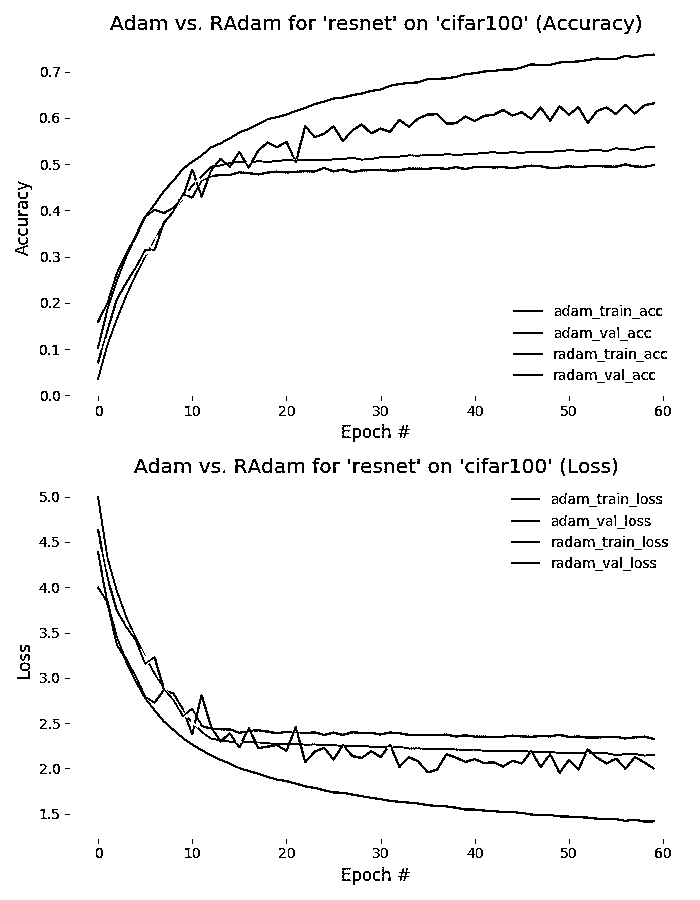 Adam vs. RAdam for 'resnet' on 'cifar100' (Accuracy)
0.7
0.6
0.5
0.4
0.3
0.2
0.1
0.0
Accuracy
adam_train_acc
adam_val_acc
radam_train_acc
radam_val_acc
0 10 20 30 40 50 60
Epoch #
Adam vs. RAdam for 'resnet' on 'cifar100' (Loss)
5.0
4.5
4.0
3.5
3.0
2.5
2.0
1.5
Loss
adam_train_loss
adam_val_loss
radam_train_loss
radam_val_loss
0 10 20 30 40 50 60
Epoch #